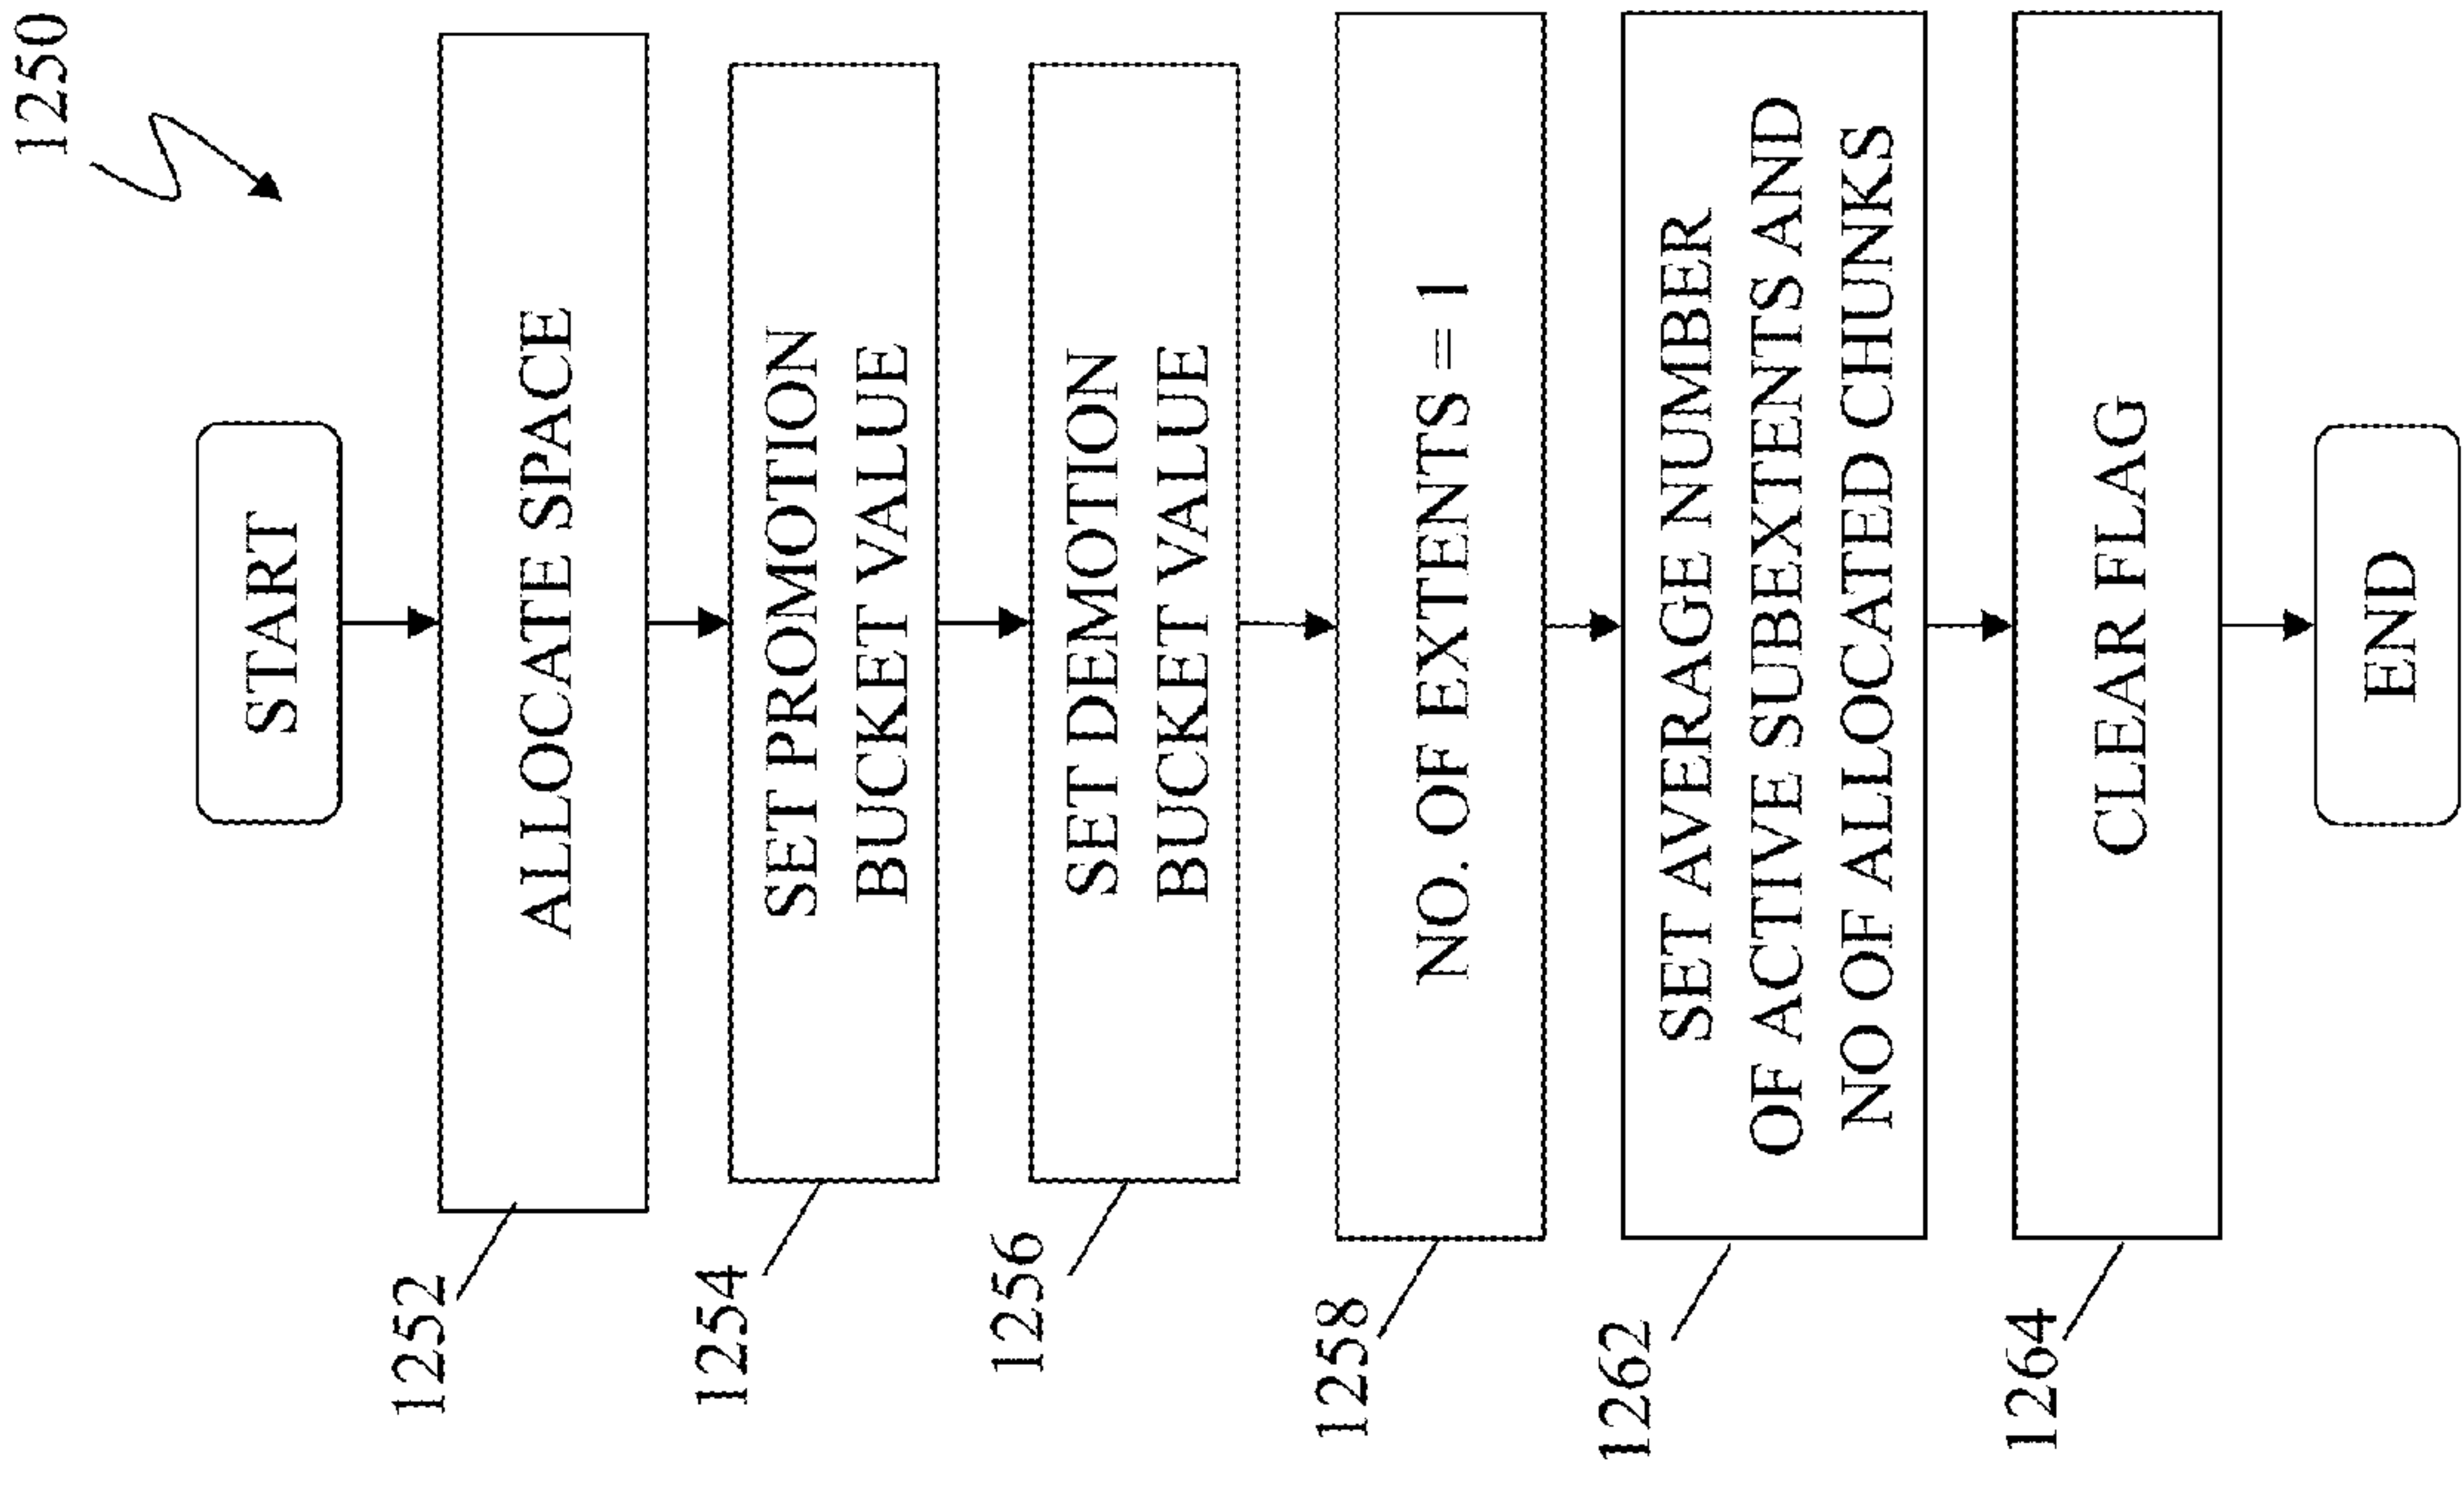 1250
START
1252
ALLOCATE SPACE
1254
SET PROMOTION
BUCKET VALUE
1256
SET DEMOTION
BUCKET VALUE
1258
NO. OF EXTENTS = 1
1262
SET AVERAGE NUMBER
OF ACTIVE SUBEXTENTS AND
NO OF ALLOCATED CHUNKS
1264
CLEAR FLAG
END